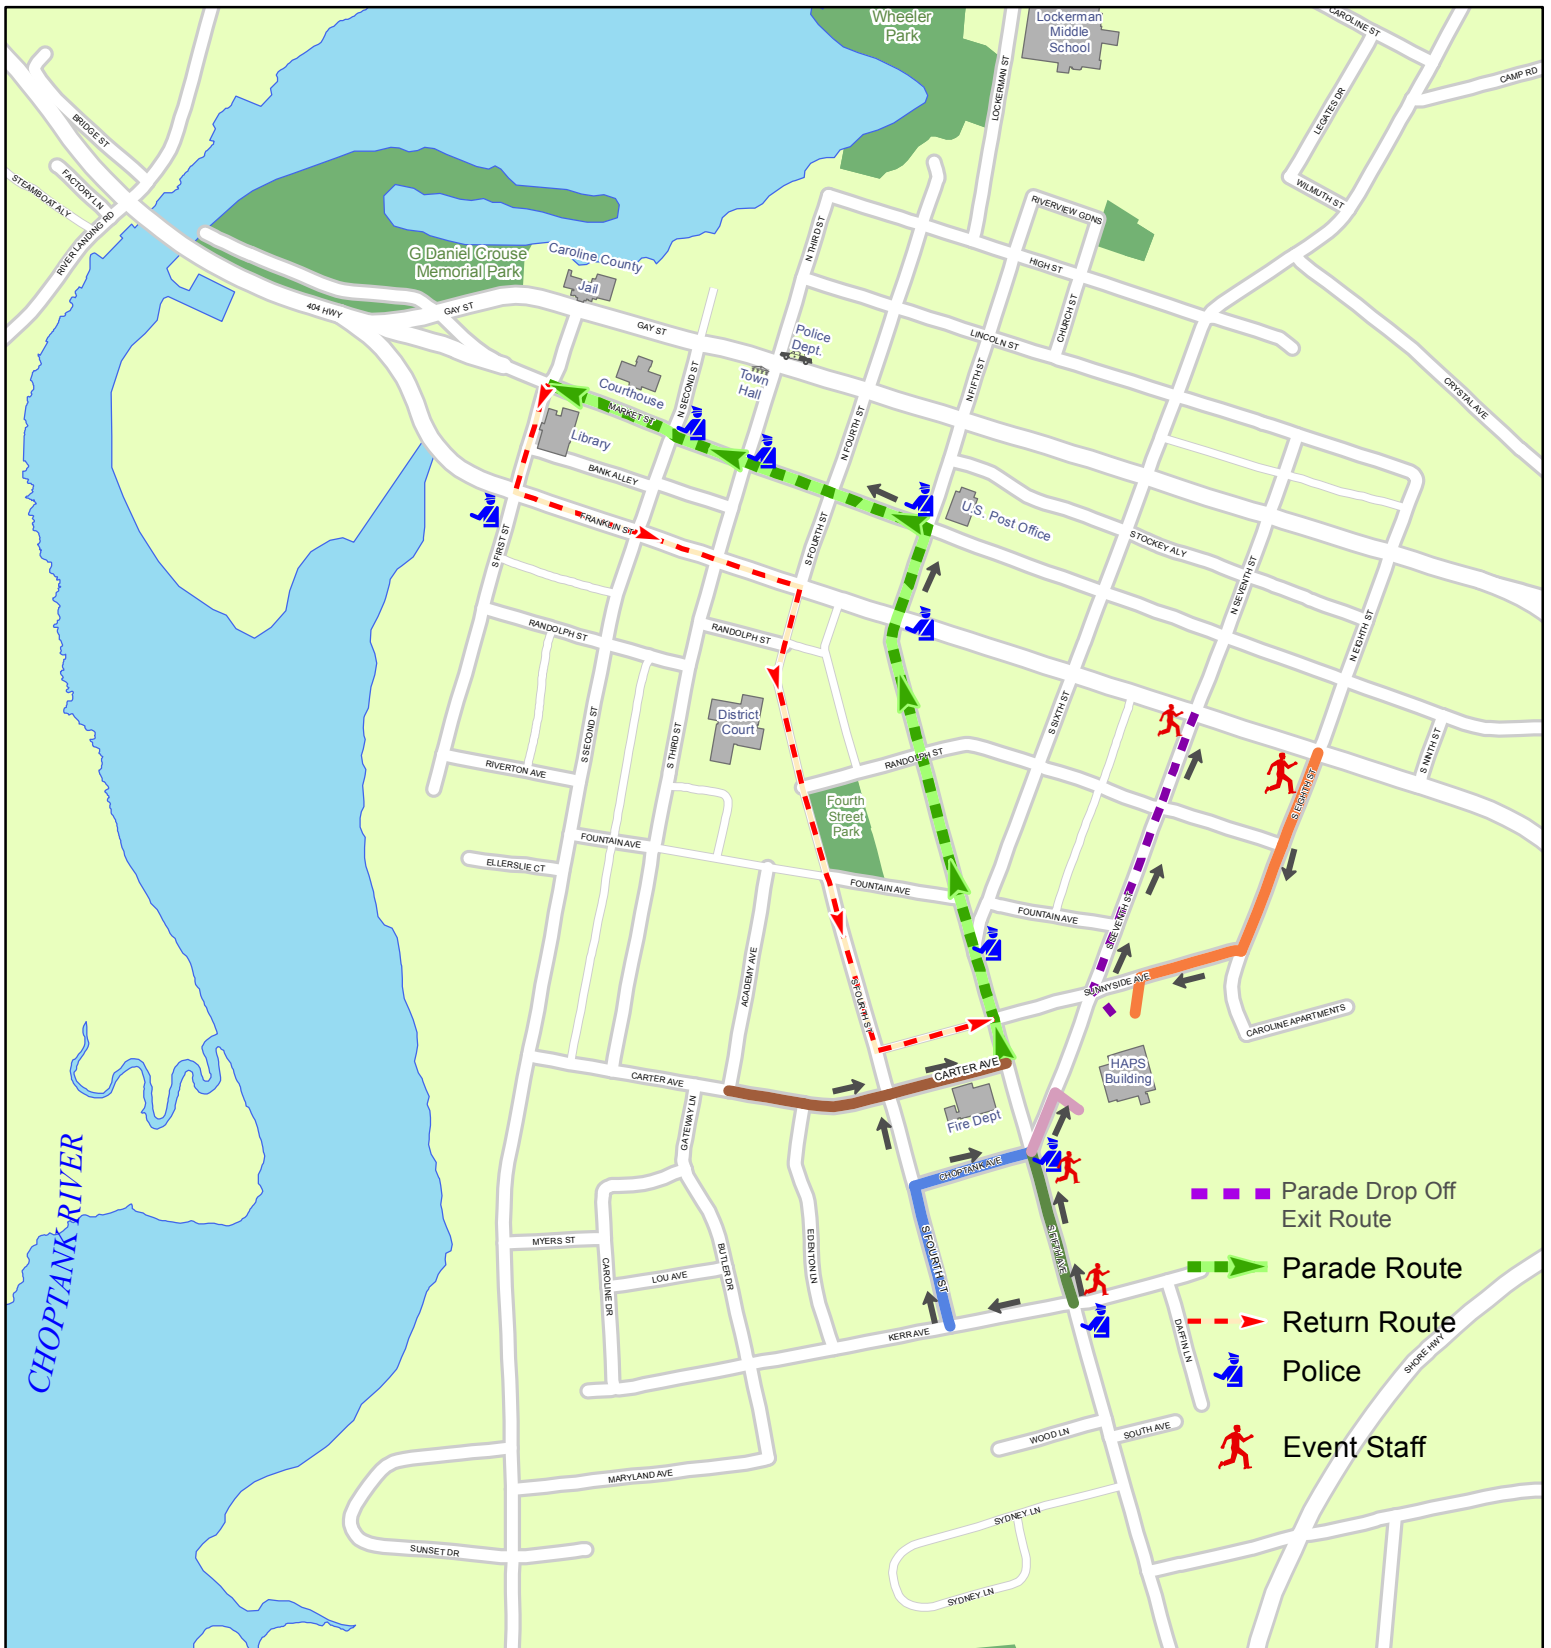 Wheeler
Park
Lockerman
Middle
School
CAROLINE ST
CAMP RD
LOCKERMAN ST
LEGATES DR
WILMUTH ST
BRIDGE ST
FACTORY LN
STEAMBOAT ALY
RIVER LANDING RD
RIVERVIEW GDNS
N THIRD ST
HIGH ST
CHURCH ST
G Daniel Crouse
Memorial Park
Caroline County
Jail
404 HWY
GAY ST
GAY ST
LINCOLN ST
Police
Dept.
Town
Hall
Courthouse
N SECOND ST
N FIFTH ST
CRYSTAL AVE
MARKET ST
N FOURTH ST
Library
BANK ALLEY
U.S. Post Office
FRANKLIN ST
S FIRST ST
S FOURTH ST
STOCKEY ALY
N SEVENTH ST
N EIGHTH ST
RANDOLPH ST
RANDOLPH ST
District
Court
S SECOND ST
S THIRD ST
S SIXTH ST
S NNTH ST
RIVERTON AVE
RANDOLPH ST
S EIGHTH ST
Fourth
Street
Park
FOUNTAIN AVE
ELLERSLIE CT
FOUNTAIN AVE
FOUNTAIN AVE
S SEVENTH ST
ACADEMY AVE
S FOURTH ST
SUNNYSIDE AVE
CAROLINE APARTMENTS
CARTER AVE
CARTER AVE
HAPS
Building
GATEWAY LN
Fire Dept
CHOPTANK AVE
CHOPTANK RIVER
MYERS ST
CAROLINE DR
LOU AVE
BUTLER DR
EDENTON LN
S FOURTH ST
S FIFTH AVE
KERR AVE
DAFFIN LN
SHORE HWY
Parade Drop Off
Exit Route
Parade Route
Return Route
Police
Event Staff
WOOD LN
SOUTH AVE
MARYLAND AVE
SYDNEY LN
SUNSET DR
SYDNEY LN